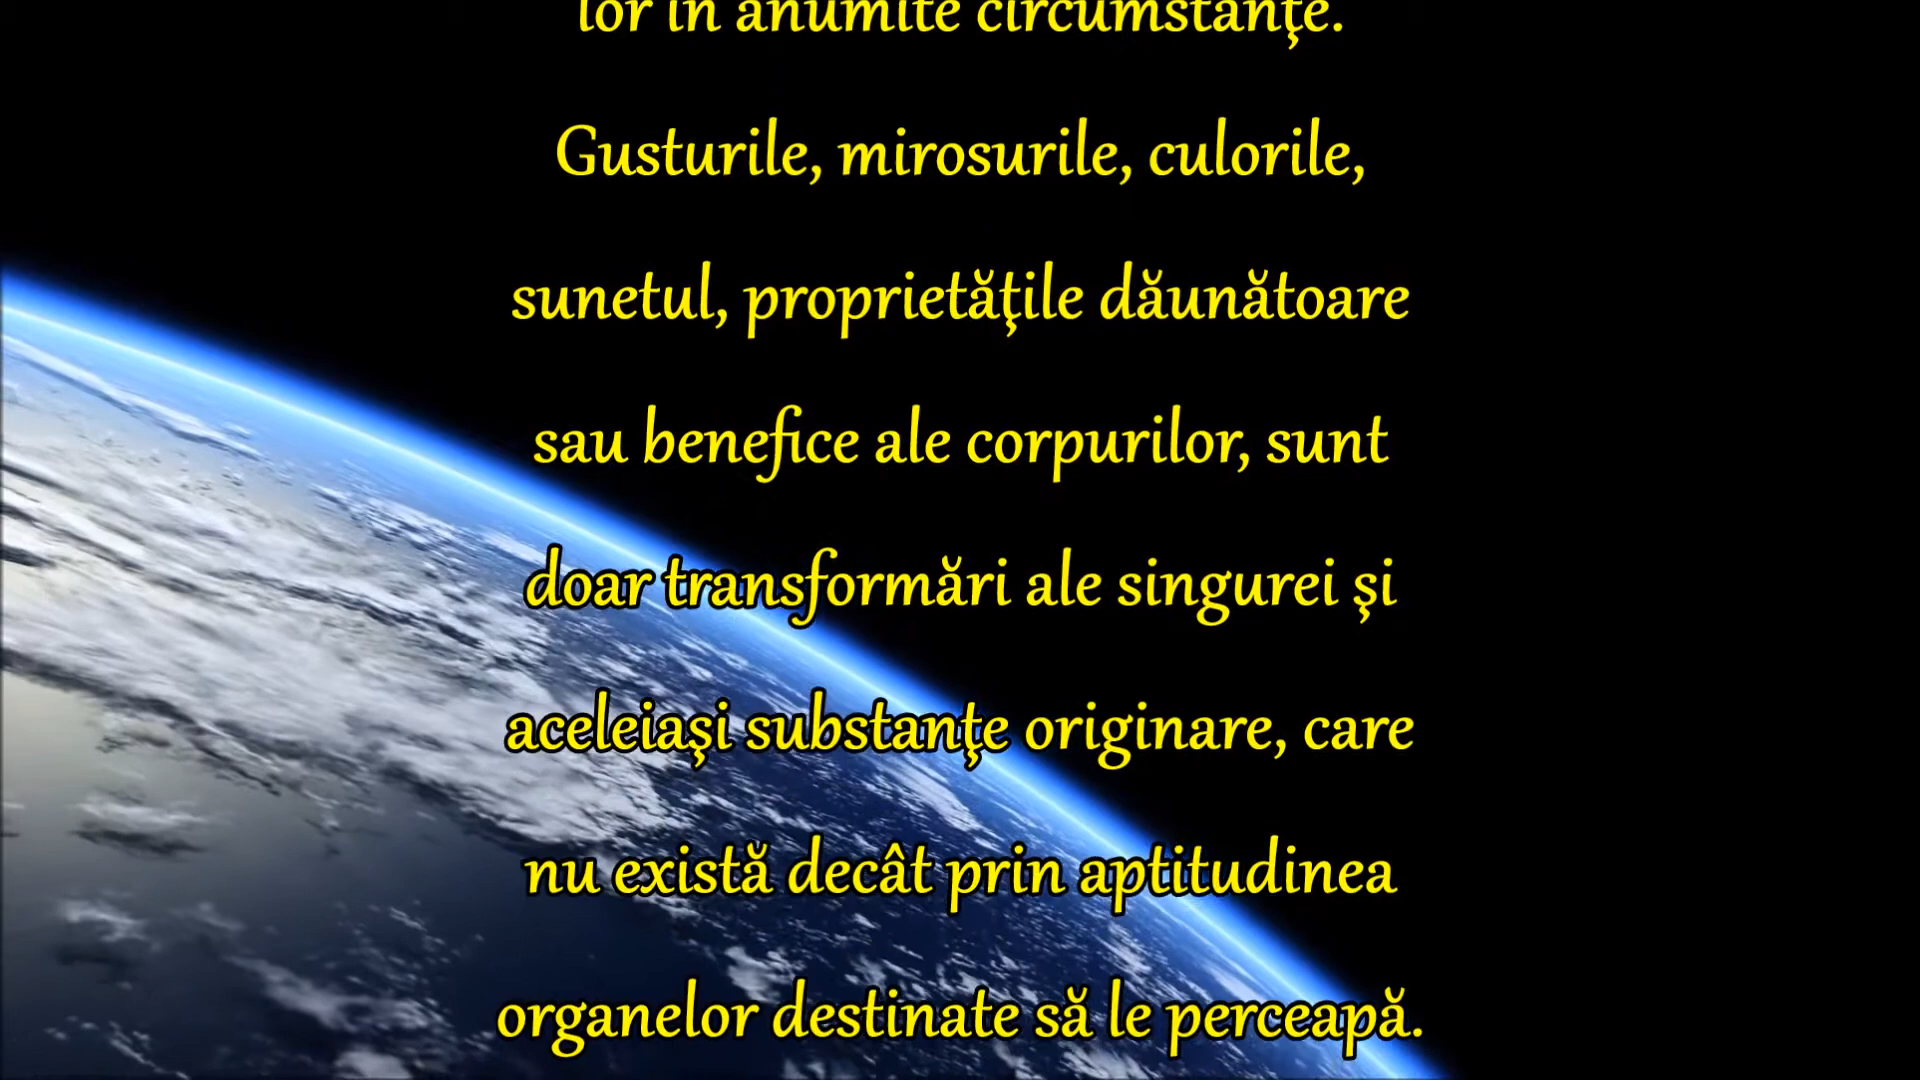 lor în anumite circumstanţe.
Gusturile, mirosurile, culorile,
sunetul, proprietăţile dăunătoare
sau benefice ale corpurilor, sunt
doar transformări ale singurei şi
aceleiaşi substanţe originare, care
nu există decât prin aptitudinea
organelor destinate să le perceapă.